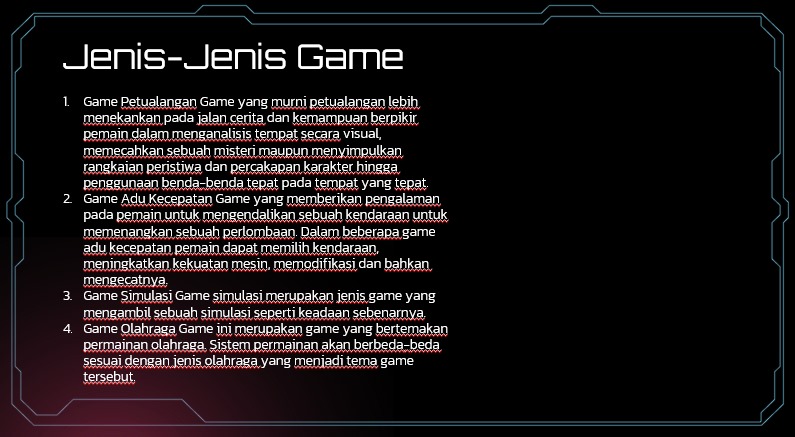 Jenis-Jenis Game
1. Game Petualangan Game yang murni petualangan lebih
menekankan pada jalan cerita dan kemampuan berpikir
pemain dalam menganalisis tempat secara visual,
memecahkan sebuah misteri maupun menyimpulkan
rangkaian peristiwa dan percakapan karakter hingga
penggunaan benda-benda tepat pada tempat yang tepat.
2. Game Adu Kecepatan Game yang memberikan pengalaman
pada pemain untuk mengendalikan sebuah kendaraan untuk
memenangkan sebuah perlombaan. Dalam beberapa game
adu kecepatan pemain dapat memilih kendaraan,
meningkatkan kekuatan mesin, memodifikasi dan bahkan
mengecatnya.
3. Game Simulasi Game simulasi merupakan jenis game yang
mengambil sebuah simulasi seperti keadaan sebenarnya.
4. Game Olahraga Game ini merupakan game yang bertemakan
permainan olahraga. Sistem permainan akan berbeda-beda
sesuai dengan jenis olahraga yang menjadi tema game
tersebut.